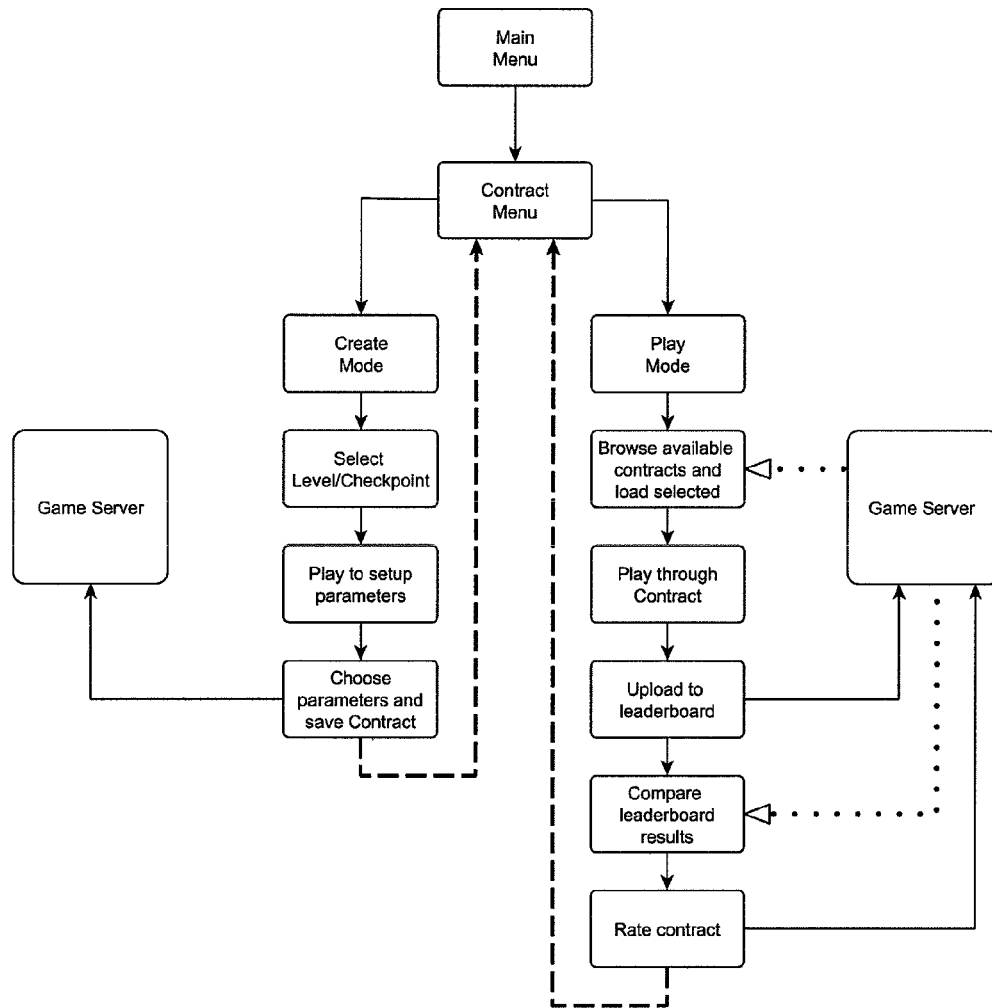 Main
Menu
Contract
Menu
Create
Mode
Play
Mode
Game Server
Select
Level/Checkpoint
Browse available
contracts and
load selected
Game Server
Play to setup
parameters
Play through
Contract
Choose
parameters and
save Contract
Upload to
leaderboard
Compare
leaderboard
results
Rate contract